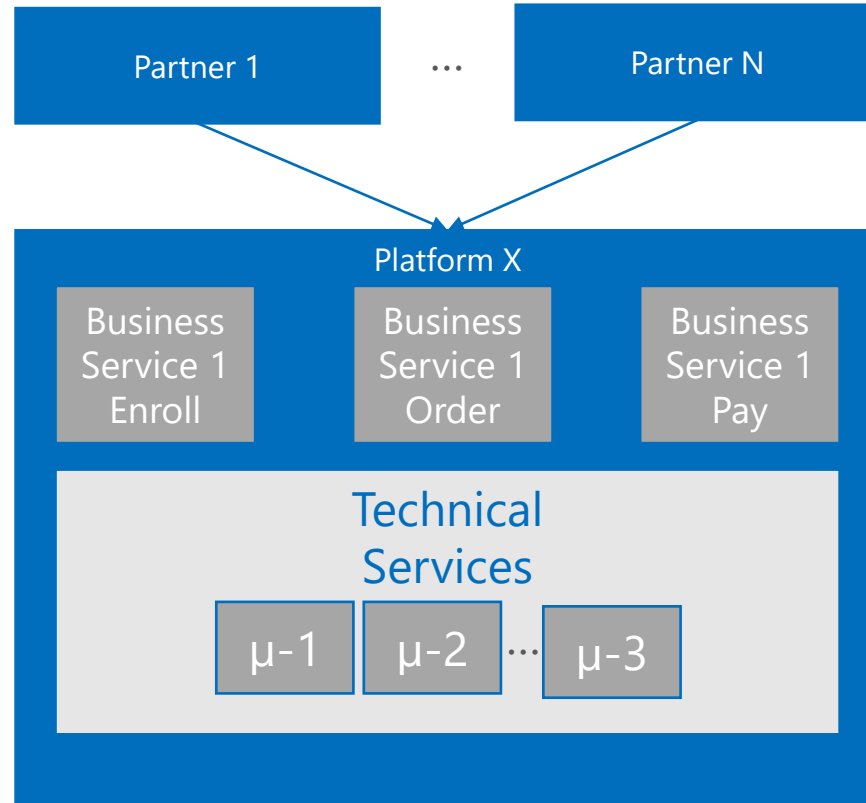 Partner 1
...
Partner N
Platform X
Business
Service 1
Enroll
Business
Service 1
Order
Business
Service 1
Pay
Technical
Services
µ-1
µ-2
...
µ-3